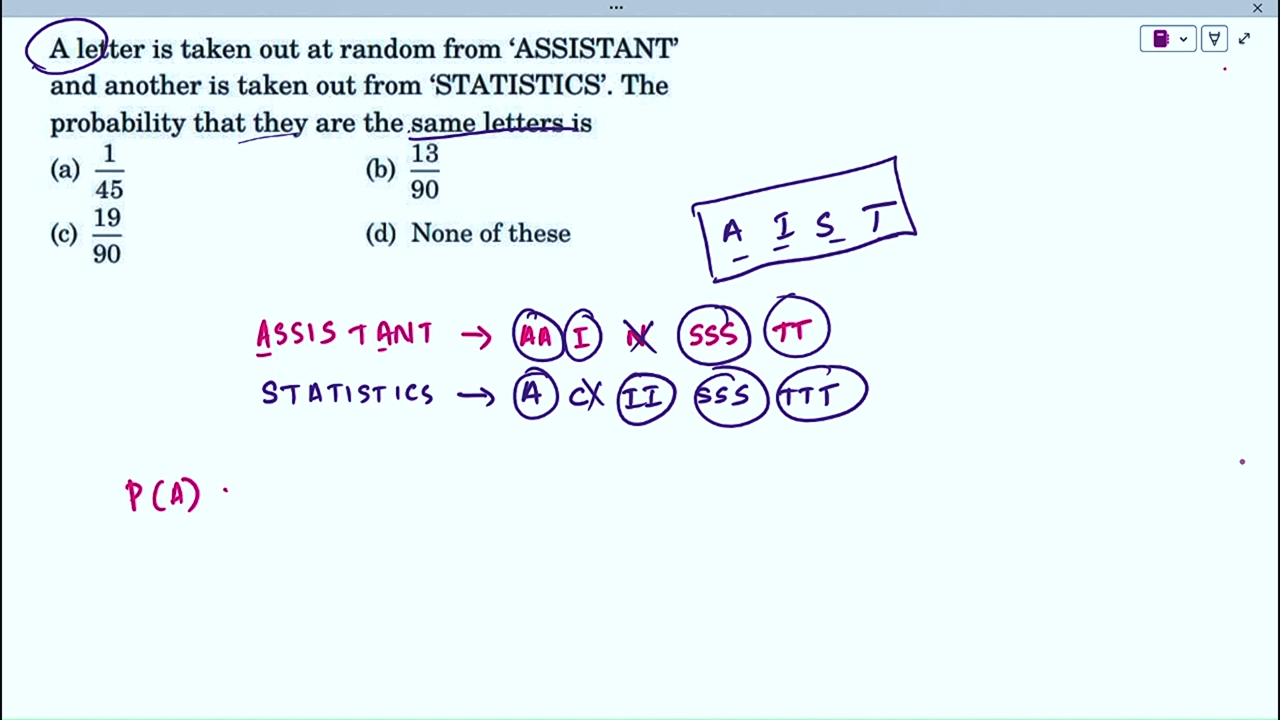 A letter is taken out at random from ‘ASSISTANT’
and another is taken out from ‘STATISTICS’. The
probability that they are the same letters is
(a) 1/45 (b) 13/90
(c) 19/90 (d) None of these
A I S T
ASSISTANT → AA I N SSS TT
STATISTICS → A C II SSS TTT
P(A)